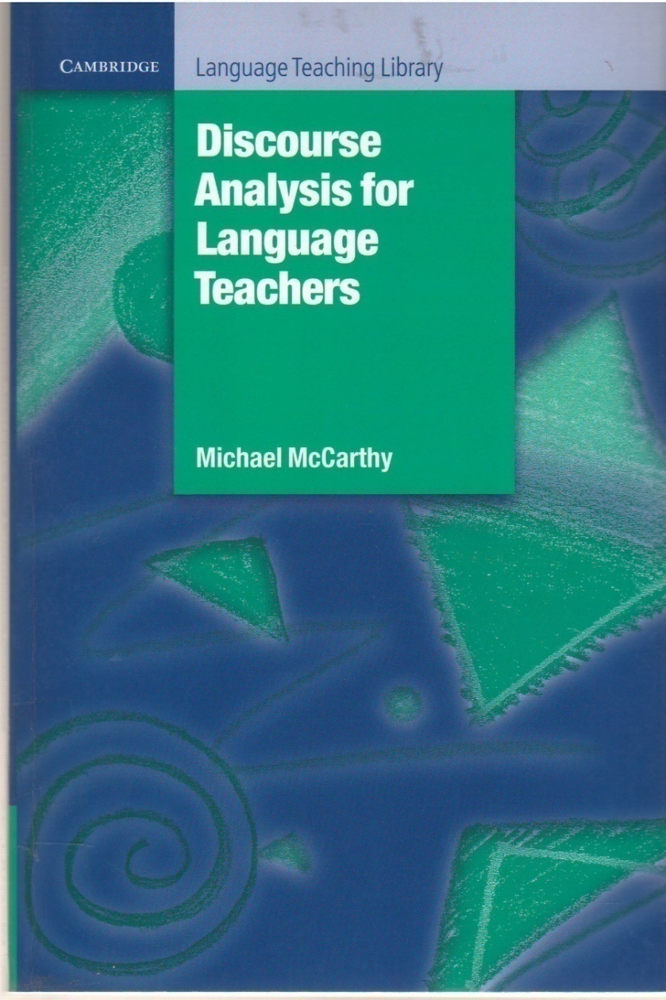 CAMBRIDGE Language Teaching Library
Discourse
Analysis for
Language
Teachers
Michael McCarthy